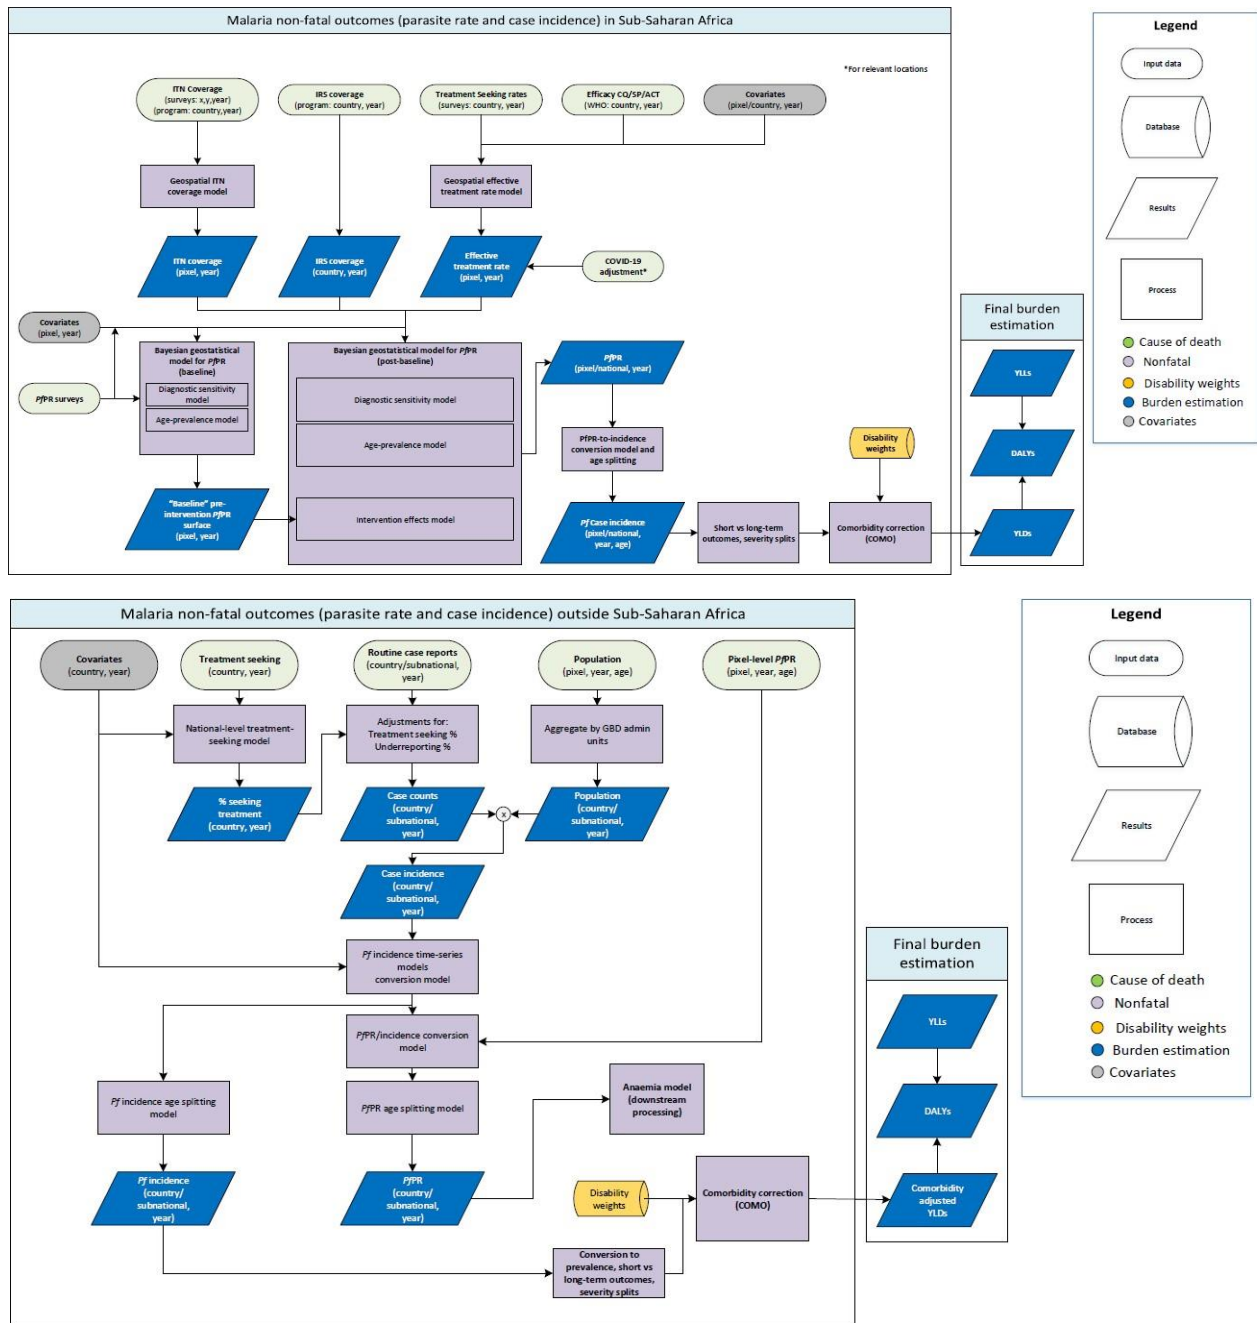 Malaria non-fatal outcomes (parasite rate and case incidence) in Sub-Saharan Africa
*For relevant locations
ITN Coverage
(surveys: x,y,year)
(program: country,year)
IRS coverage
(program: country, year)
Treatment Seeking rates
(surveys: country, year)
Efficacy CQ/SP/ACT
(WHO: country, year)
Covariates
(pixel/country, year)
Geospatial ITN
coverage model
Geospatial effective
treatment rate model
ITN coverage
(pixel, year)
IRS coverage
(country, year)
Effective
treatment rate
(pixel, year)
COVID-19
adjustment*
Covariates
(pixel, year)
PfPR surveys
Bayesian geostatistical
model for PfPR
(baseline)
Diagnostic sensitivity
model
Age-prevalence model
"Baseline" pre-
intervention PfPR
surface
(pixel, year)
Bayesian geostatistical model for PfPR
(post-baseline)
Diagnostic sensitivity model
Age-prevalence model
Intervention effects model
PfPR
(pixel/national, year)
PfPR-to-incidence
conversion model and
age splitting
Pf Case incidence
(pixel/national,
year, age)
Short vs long-term
outcomes, severity splits
Disability
weights
Comorbidity correction
(COMO)
Final burden
estimation
YLLs
DALYs
YLDs
Legend
Input data
Database
Results
Process
Cause of death
Nonfatal
Disability weights
Burden estimation
Covariates
Malaria non-fatal outcomes (parasite rate and case incidence) outside Sub-Saharan Africa
Covariates
(country, year)
Treatment seeking
(country, year)
Routine case reports
(country/subnational,
year)
Population
(pixel, year, age)
Pixel-level PfPR
(pixel, year, age)
National-level treatment-
seeking model
Adjustments for:
Treatment seeking %
Underreporting %
Aggregate by GBD admin
units
% seeking
treatment
(country, year)
Case counts
(country/
subnational,
year)
x
Population
(country/
subnational,
year)
Case incidence
(country/
subnational,
year)
Pf incidence time-series
models
conversion model
PfPR/incidence conversion
model
Pf incidence age splitting
model
PfPR age splitting model
Anaemia model
(downstream
processing)
Pf incidence
(country/
subnational,
year)
PfPR
(country/
subnational,
year)
Disability
weights
Comorbidity correction
(COMO)
Conversion to
prevalence, short vs
long-term outcomes,
severity splits
Final burden
estimation
YLLs
DALYs
Comorbidity
adjusted
YLDs
Legend
Input data
Database
Results
Process
Cause of death
Nonfatal
Disability weights
Burden estimation
Covariates